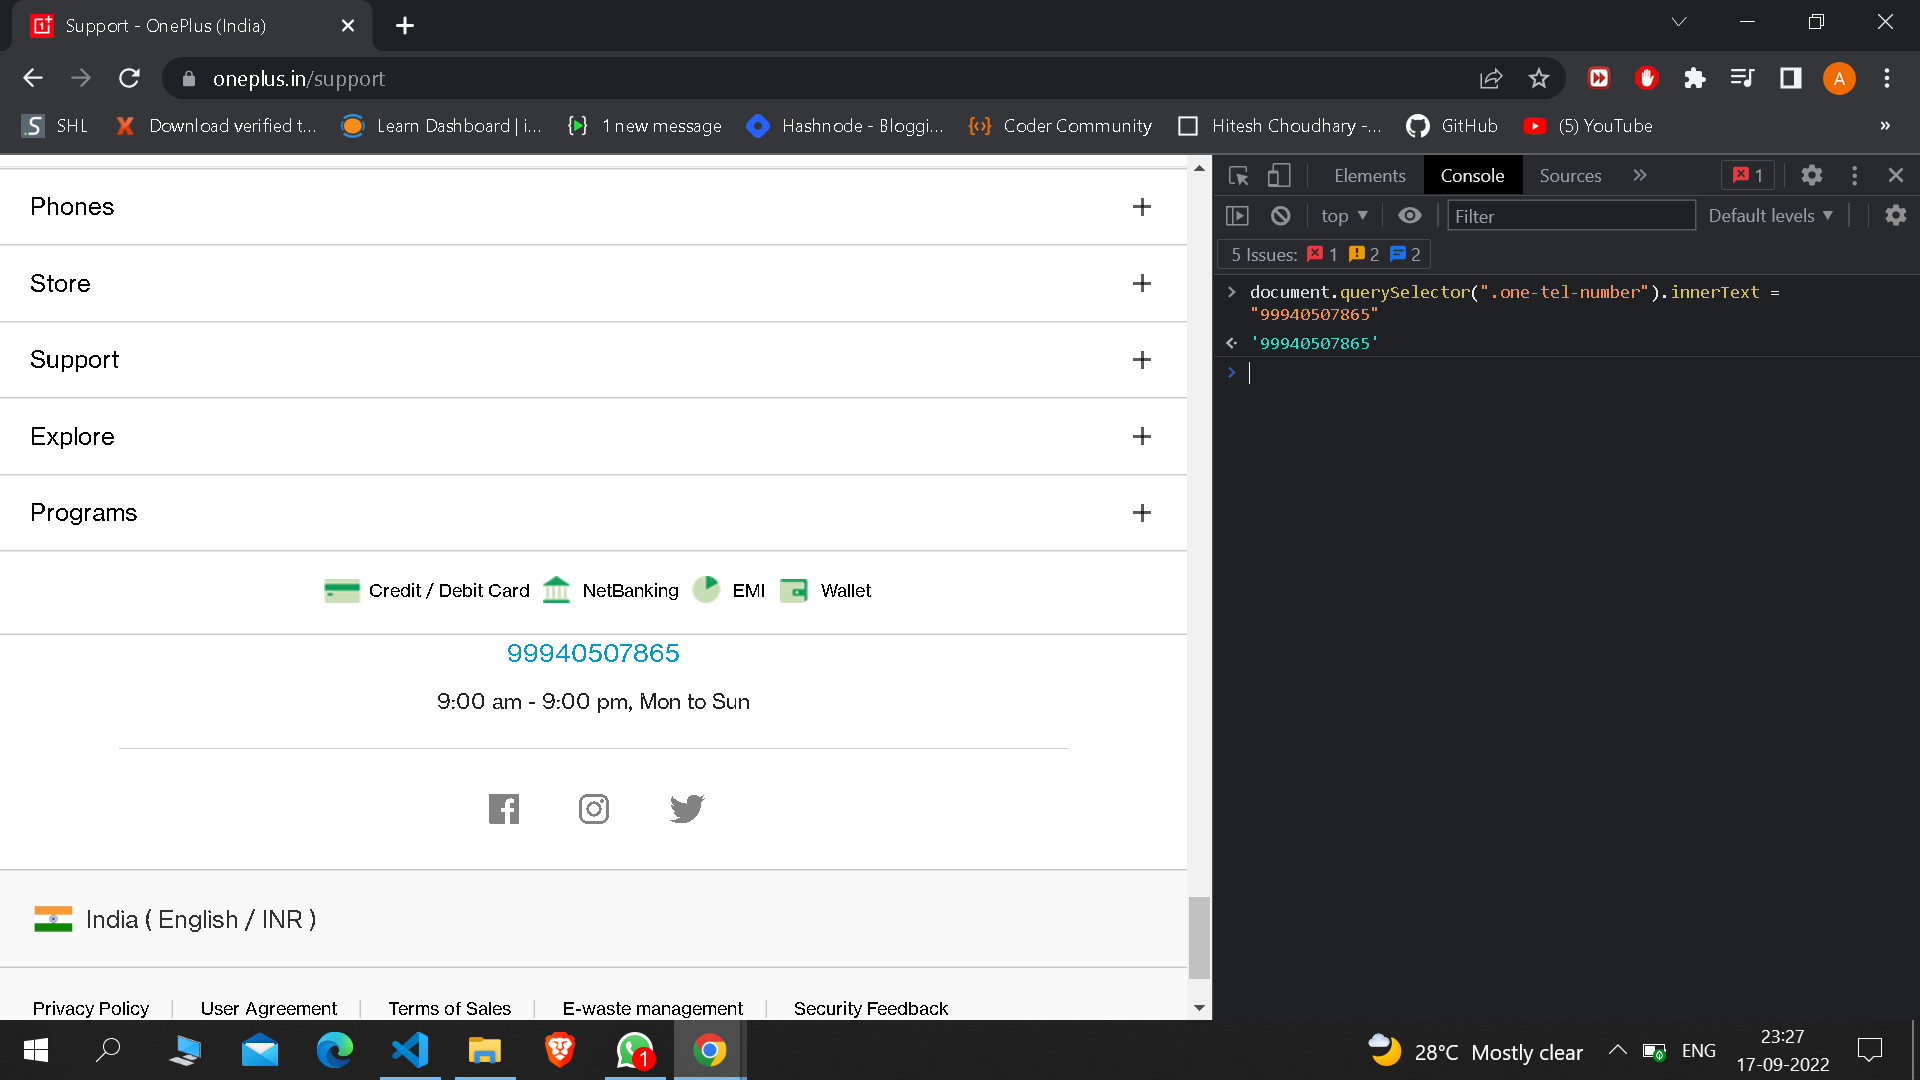 Support - OnePlus (India)
oneplus.in/support
A
SHL
Download verified t...
Learn Dashboard | i...
1 new message
Hashnode - Bloggi...
Coder Community
Hitesh Choudhary -...
GitHub
(5) YouTube
»
Phones
Store
Support
Explore
Programs
Credit / Debit Card NetBanking EMI Wallet
99940507865
9:00 am - 9:00 pm, Mon to Sun
India ( English / INR )
Privacy Policy | User Agreement | Terms of Sales | E-waste management | Security Feedback
Elements Console Sources » 1
top Filter Default levels
5 Issues: 1 2 2
document.querySelector(".one-tel-number").innerText =
"99940507865"
'99940507865'
1
28°C Mostly clear
ENG
23:27
17-09-2022